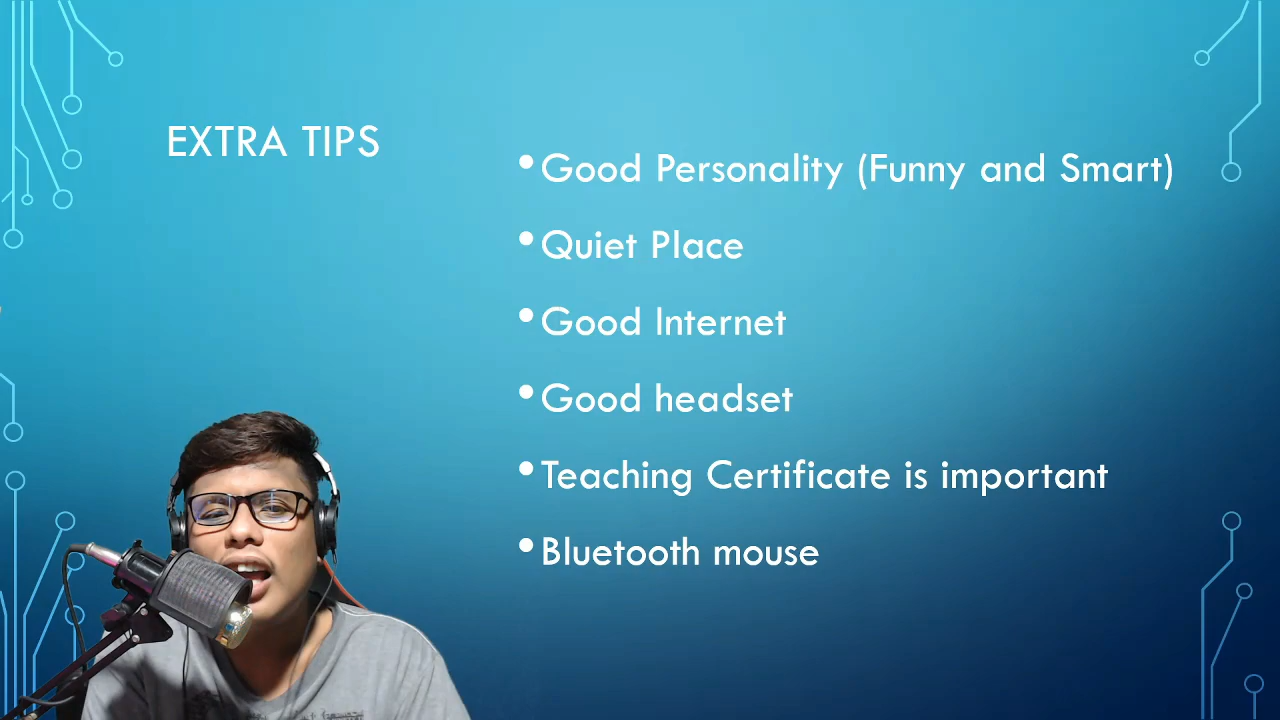 EXTRA TIPS
• Good Personality (Funny and Smart)
• Quiet Place
• Good Internet
• Good headset
• Teaching Certificate is important
• Bluetooth mouse